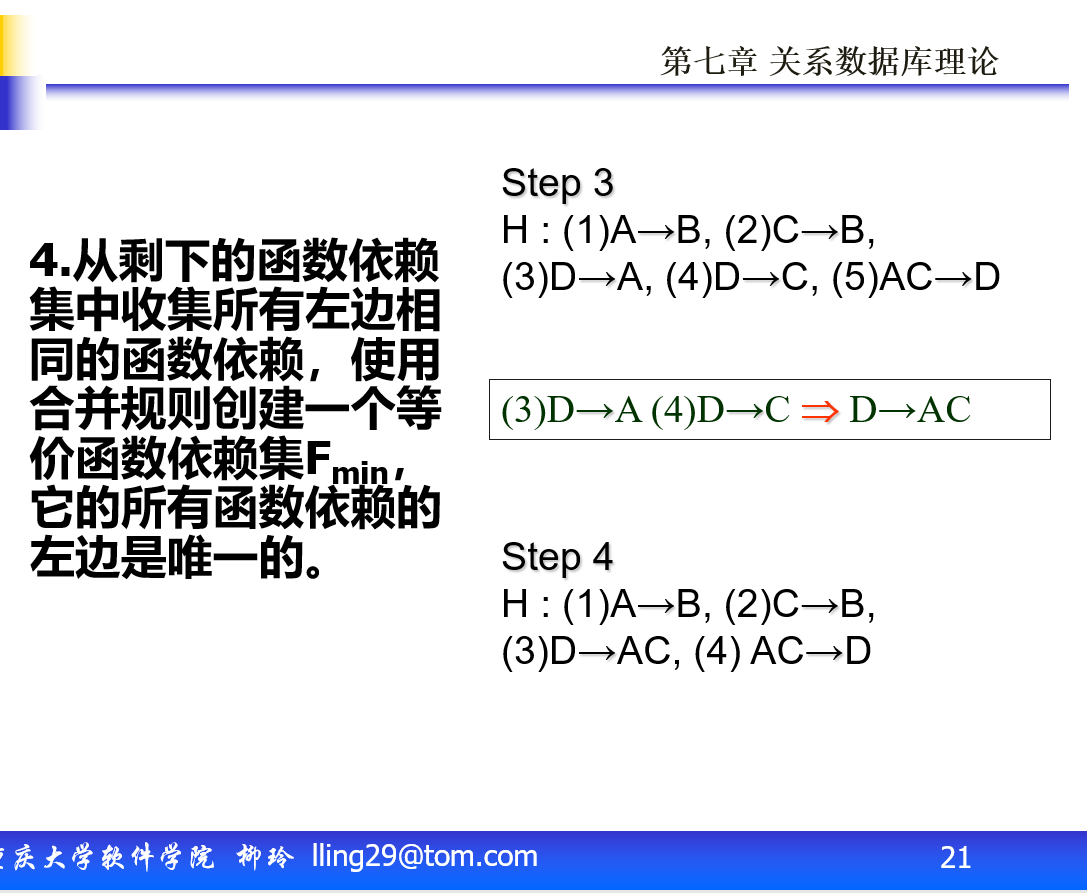 第七章 关系数据库理论
4.从剩下的函数依赖
集中收集所有左边相
同的函数依赖，使用
合并规则创建一个等
价函数依赖集Fmin，
它的所有函数依赖的
左边是唯一的。
Step 3
H : (1)A→B, (2)C→B,
(3)D→A, (4)D→C, (5)AC→D
(3)D→A (4)D→C ⇒ D→AC
Step 4
H : (1)A→B, (2)C→B,
(3)D→AC, (4) AC→D
庆大学软件学院 柳玲 lling29@tom.com
21